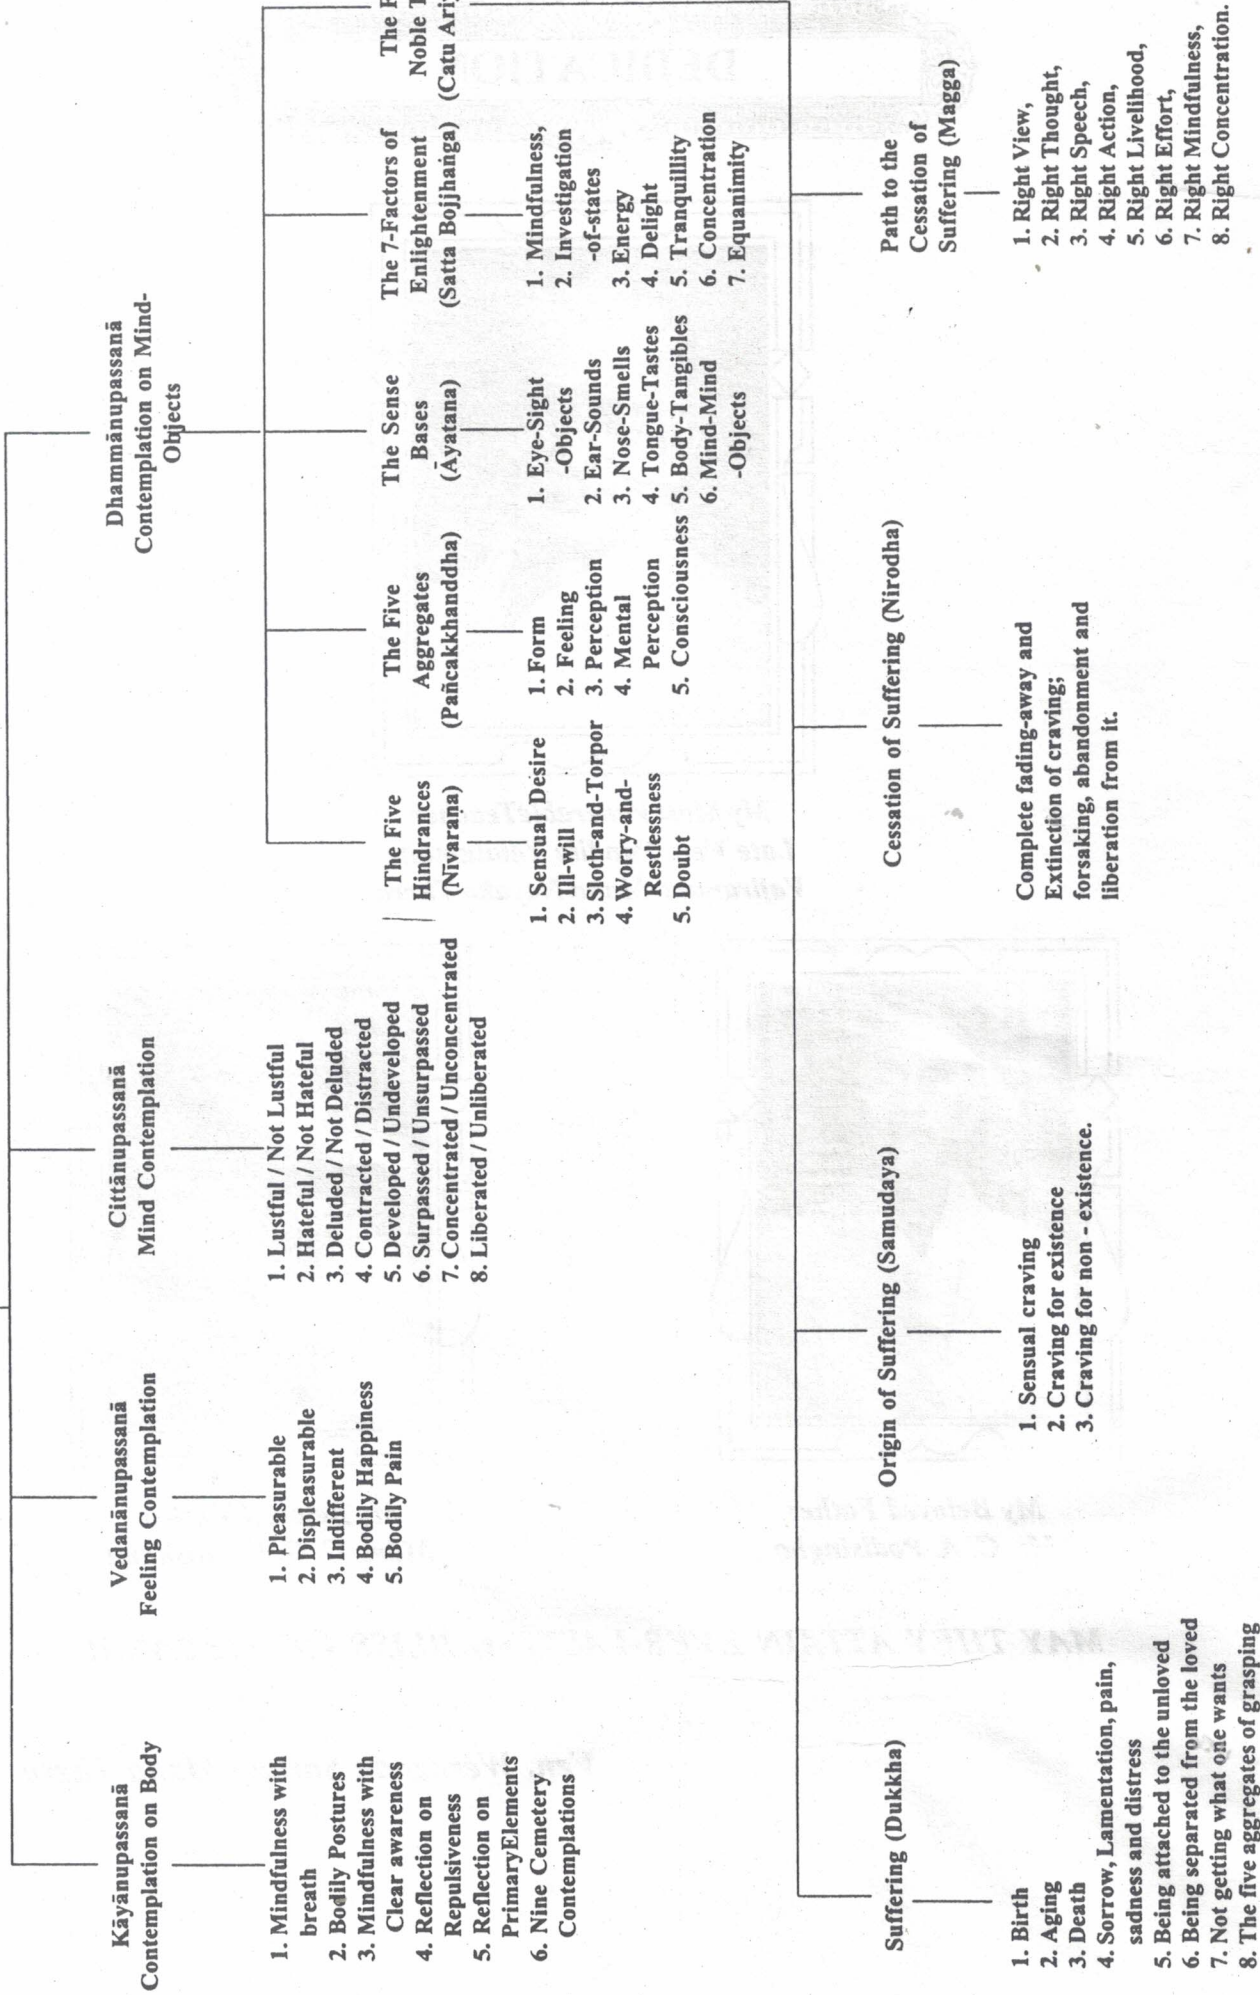 Kāyānupassanā
Contemplation on Body
1. Mindfulness with
breath
2. Bodily Postures
3. Mindfulness with
Clear awareness
4. Reflection on
Repulsiveness
5. Reflection on
PrimaryElements
6. Nine Cemetery
Contemplations
Vedanānupassanā
Feeling Contemplation
1. Pleasurable
2. Displeasurable
3. Indifferent
4. Bodily Happiness
5. Bodily Pain
Cittānupassanā
Mind Contemplation
1. Lustful / Not Lustful
2. Hateful / Not Hateful
3. Deluded / Not Deluded
4. Contracted / Distracted
5. Developed / Undeveloped
6. Surpassed / Unsurpassed
7. Concentrated / Unconcentrated
8. Liberated / Unliberated
Dhammānupassanā
Contemplation on Mind-
Objects
The Five
Hindrances
(Nivarana)
1. Sensual Desire
2. Ill-will
3. Sloth-and-Torpor
4. Worry-and-
Restlessness
5. Doubt
The Five
Aggregates
(Pañcakkhanddha)
1. Form
2. Feeling
3. Perception
4. Mental
Perception
5. Consciousness
The Sense
Bases
(Āyatana)
1. Eye-Sight
-Objects
2. Ear-Sounds
3. Nose-Smells
4. Tongue-Tastes
5. Body-Tangibles
6. Mind-Mind
-Objects
The 7-Factors of
Enlightenment
(Satta Bojjhanga)
1. Mindfulness,
2. Investigation
-of-states
3. Energy
4. Delight
5. Tranquillity
6. Concentration
7. Equanimity
The F
Noble T
(Catu Ariy
Suffering (Dukkha)
1. Birth
2. Aging
3. Death
4. Sorrow, Lamentation, pain,
sadness and distress
5. Being attached to the unloved
6. Being separated from the loved
7. Not getting what one wants
8. The five aggregates of grasping
Origin of Suffering (Samudaya)
1. Sensual craving
2. Craving for existence
3. Craving for non - existence.
Cessation of Suffering (Nirodha)
Complete fading-away and
Extinction of craving;
forsaking, abandonment and
liberation from it.
Path to the
Cessation of
Suffering (Magga)
1. Right View,
2. Right Thought,
3. Right Speech,
4. Right Action,
5. Right Livelihood,
6. Right Effort,
7. Right Mindfulness,
8. Right Concentration.